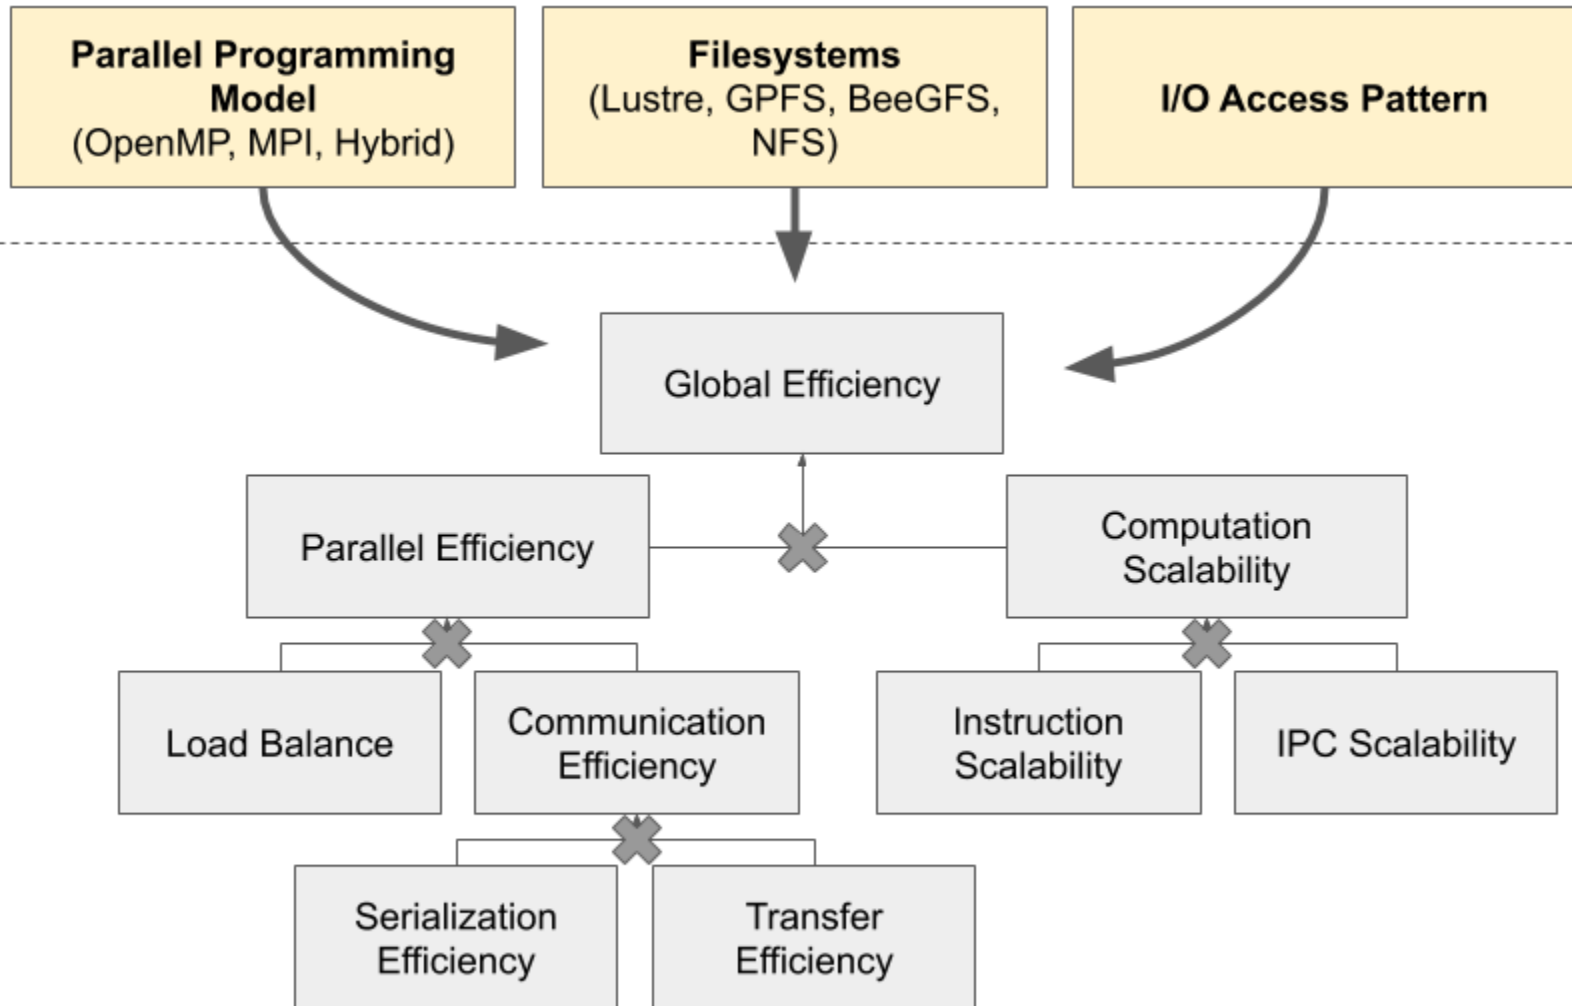 Parallel Programming
Model
(OpenMP, MPI, Hybrid)
Filesystems
(Lustre, GPFS, BeeGFS,
NFS)
I/O Access Pattern
Global Efficiency
Parallel Efficiency
Computation
Scalability
Load Balance
Communication
Efficiency
Instruction
Scalability
IPC Scalability
Serialization
Efficiency
Transfer
Efficiency